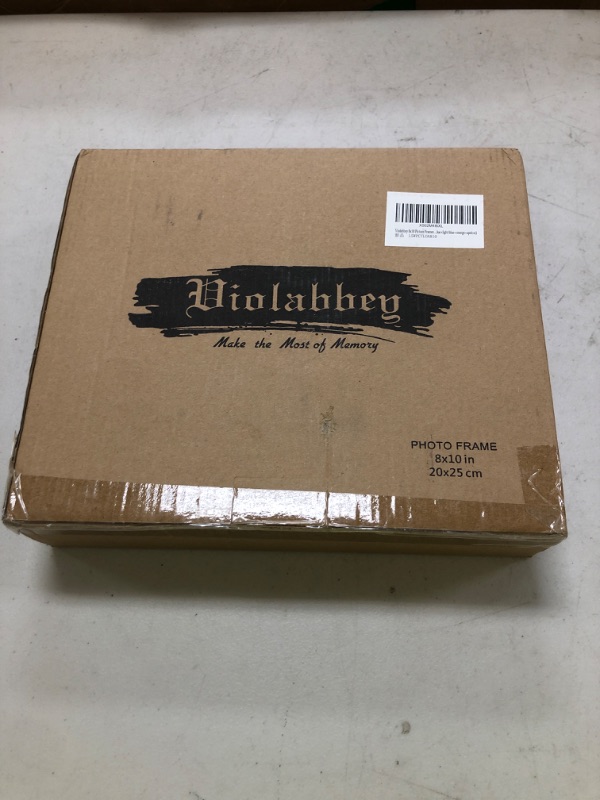 Violabbey
Make the Most of Memory
PHOTO FRAME
8x10 in
20x25 cm